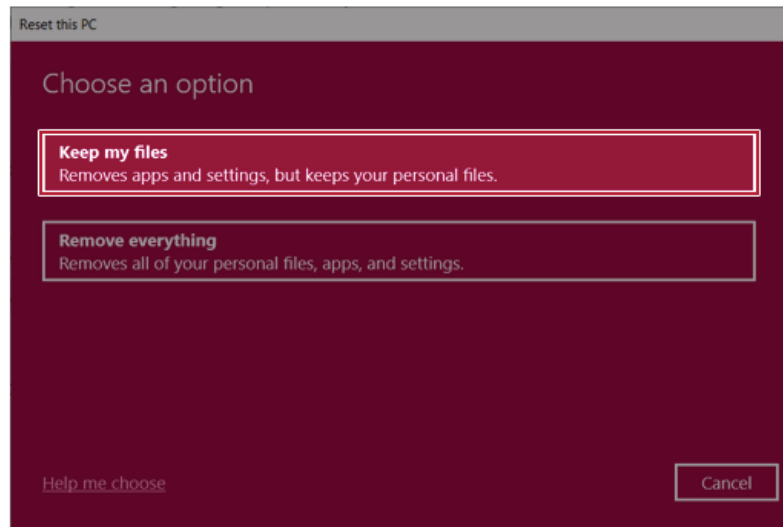 Reset this PC
Choose an option
Keep my files
Removes apps and settings, but keeps your personal files.
Remove everything
Removes all of your personal files, apps, and settings.
Help me choose
Cancel